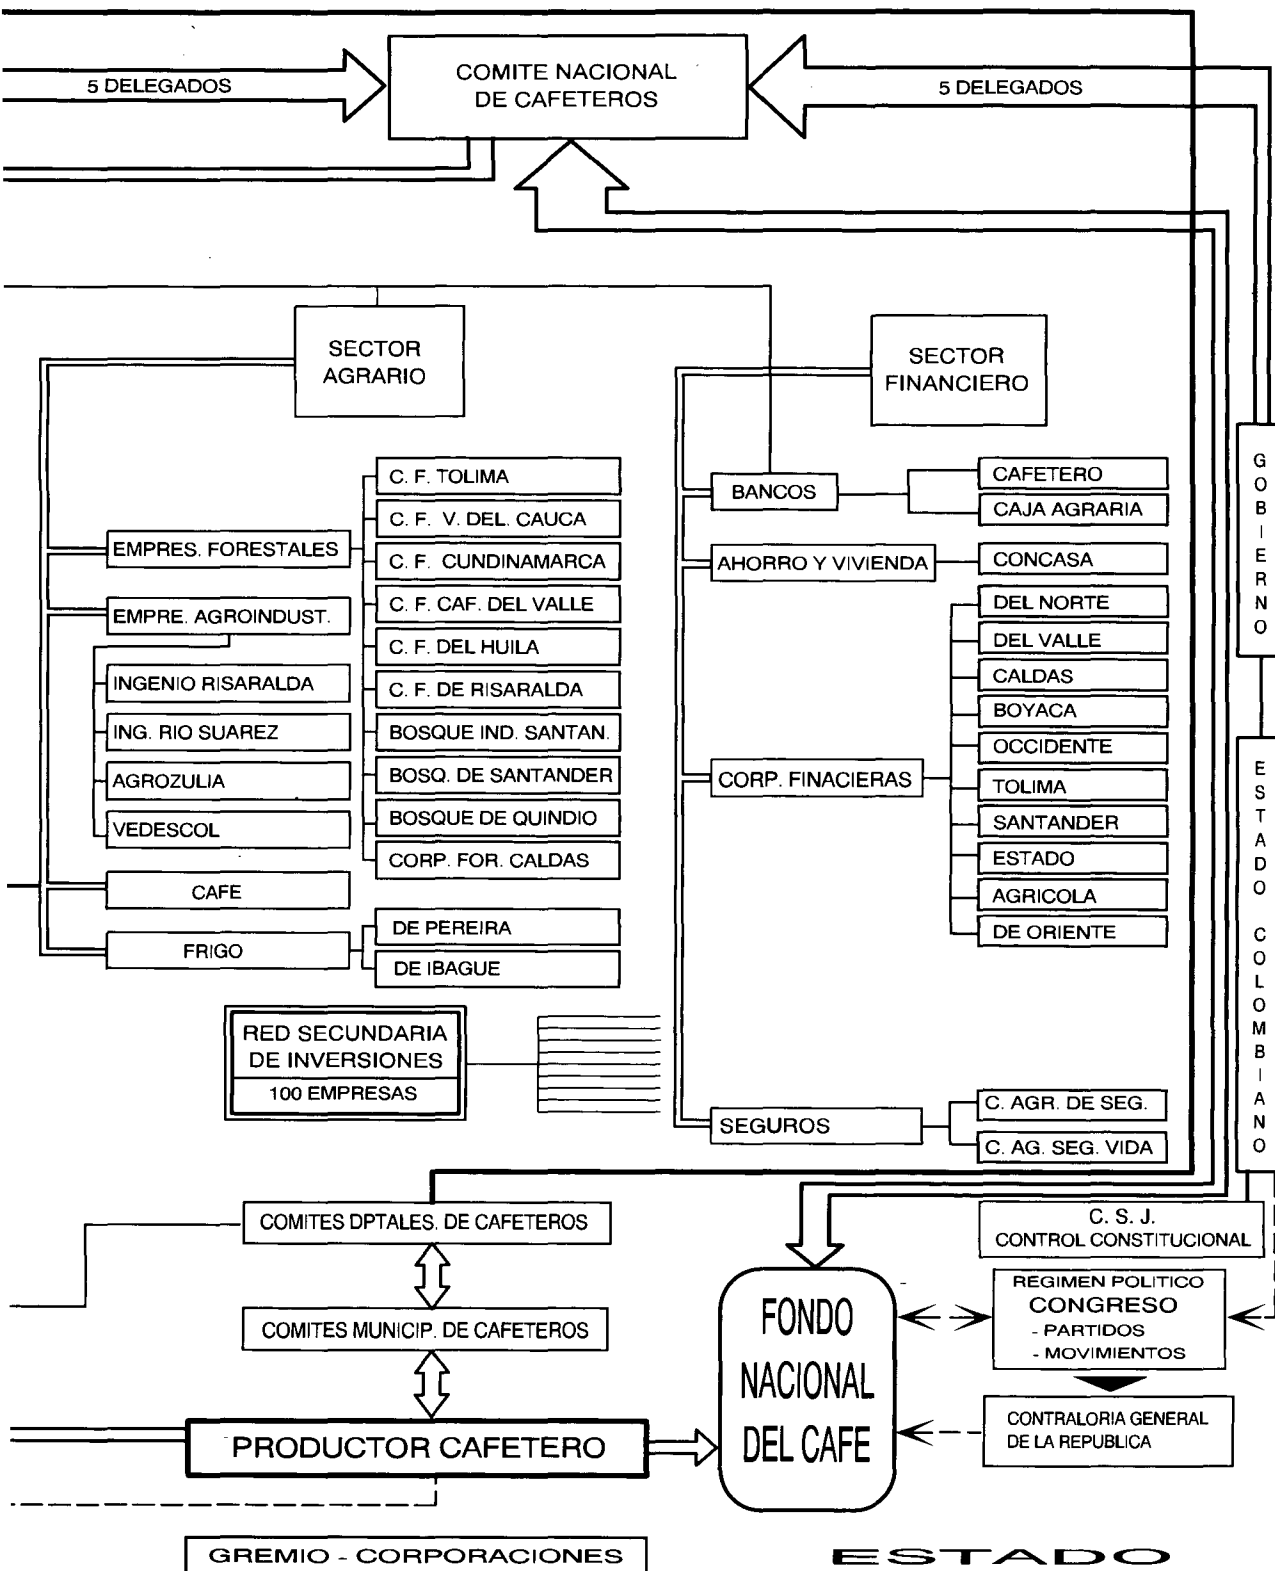 COMITE NACIONAL
DE CAFETEROS
5 DELEGADOS
5 DELEGADOS
SECTOR
AGRARIO
EMPRES. FORESTALES
C. F. TOLIMA
C. F. V. DEL. CAUCA
C. F. CUNDINAMARCA
C. F. CAF. DEL VALLE
C. F. DEL HUILA
C. F. DE RISARALDA
BOSQUE IND. SANTAN.
BOSQ. DE SANTANDER
BOSQUE DE QUINDIO
CORP. FOR. CALDAS
EMPRE. AGROINDUST.
INGENIO RISARALDA
ING. RIO SUAREZ
AGROZULIA
VEDESCOL
CAFE
FRIGO
DE PEREIRA
DE IBAGUE
SECTOR
FINANCIERO
BANCOS
CAFETERO
CAJA AGRARIA
AHORRO Y VIVIENDA
CONCASA
CORP. FINACIERAS
DEL NORTE
DEL VALLE
CALDAS
BOYACA
OCCIDENTE
TOLIMA
SANTANDER
ESTADO
AGRICOLA
DE ORIENTE
SEGUROS
C. AGR. DE SEG.
C. AG. SEG. VIDA
GOBIERNO
ESTADO COLOMBIANO
RED SECUNDARIA
DE INVERSIONES
100 EMPRESAS
COMITES DPTALES. DE CAFETEROS
COMITES MUNICIP. DE CAFETEROS
PRODUCTOR CAFETERO
FONDO
NACIONAL
DEL CAFE
C. S. J.
CONTROL CONSTITUCIONAL
REGIMEN POLITICO
CONGRESO
- PARTIDOS
- MOVIMIENTOS
CONTRALORIA GENERAL
DE LA REPUBLICA
GREMIO - CORPORACIONES
ESTADO